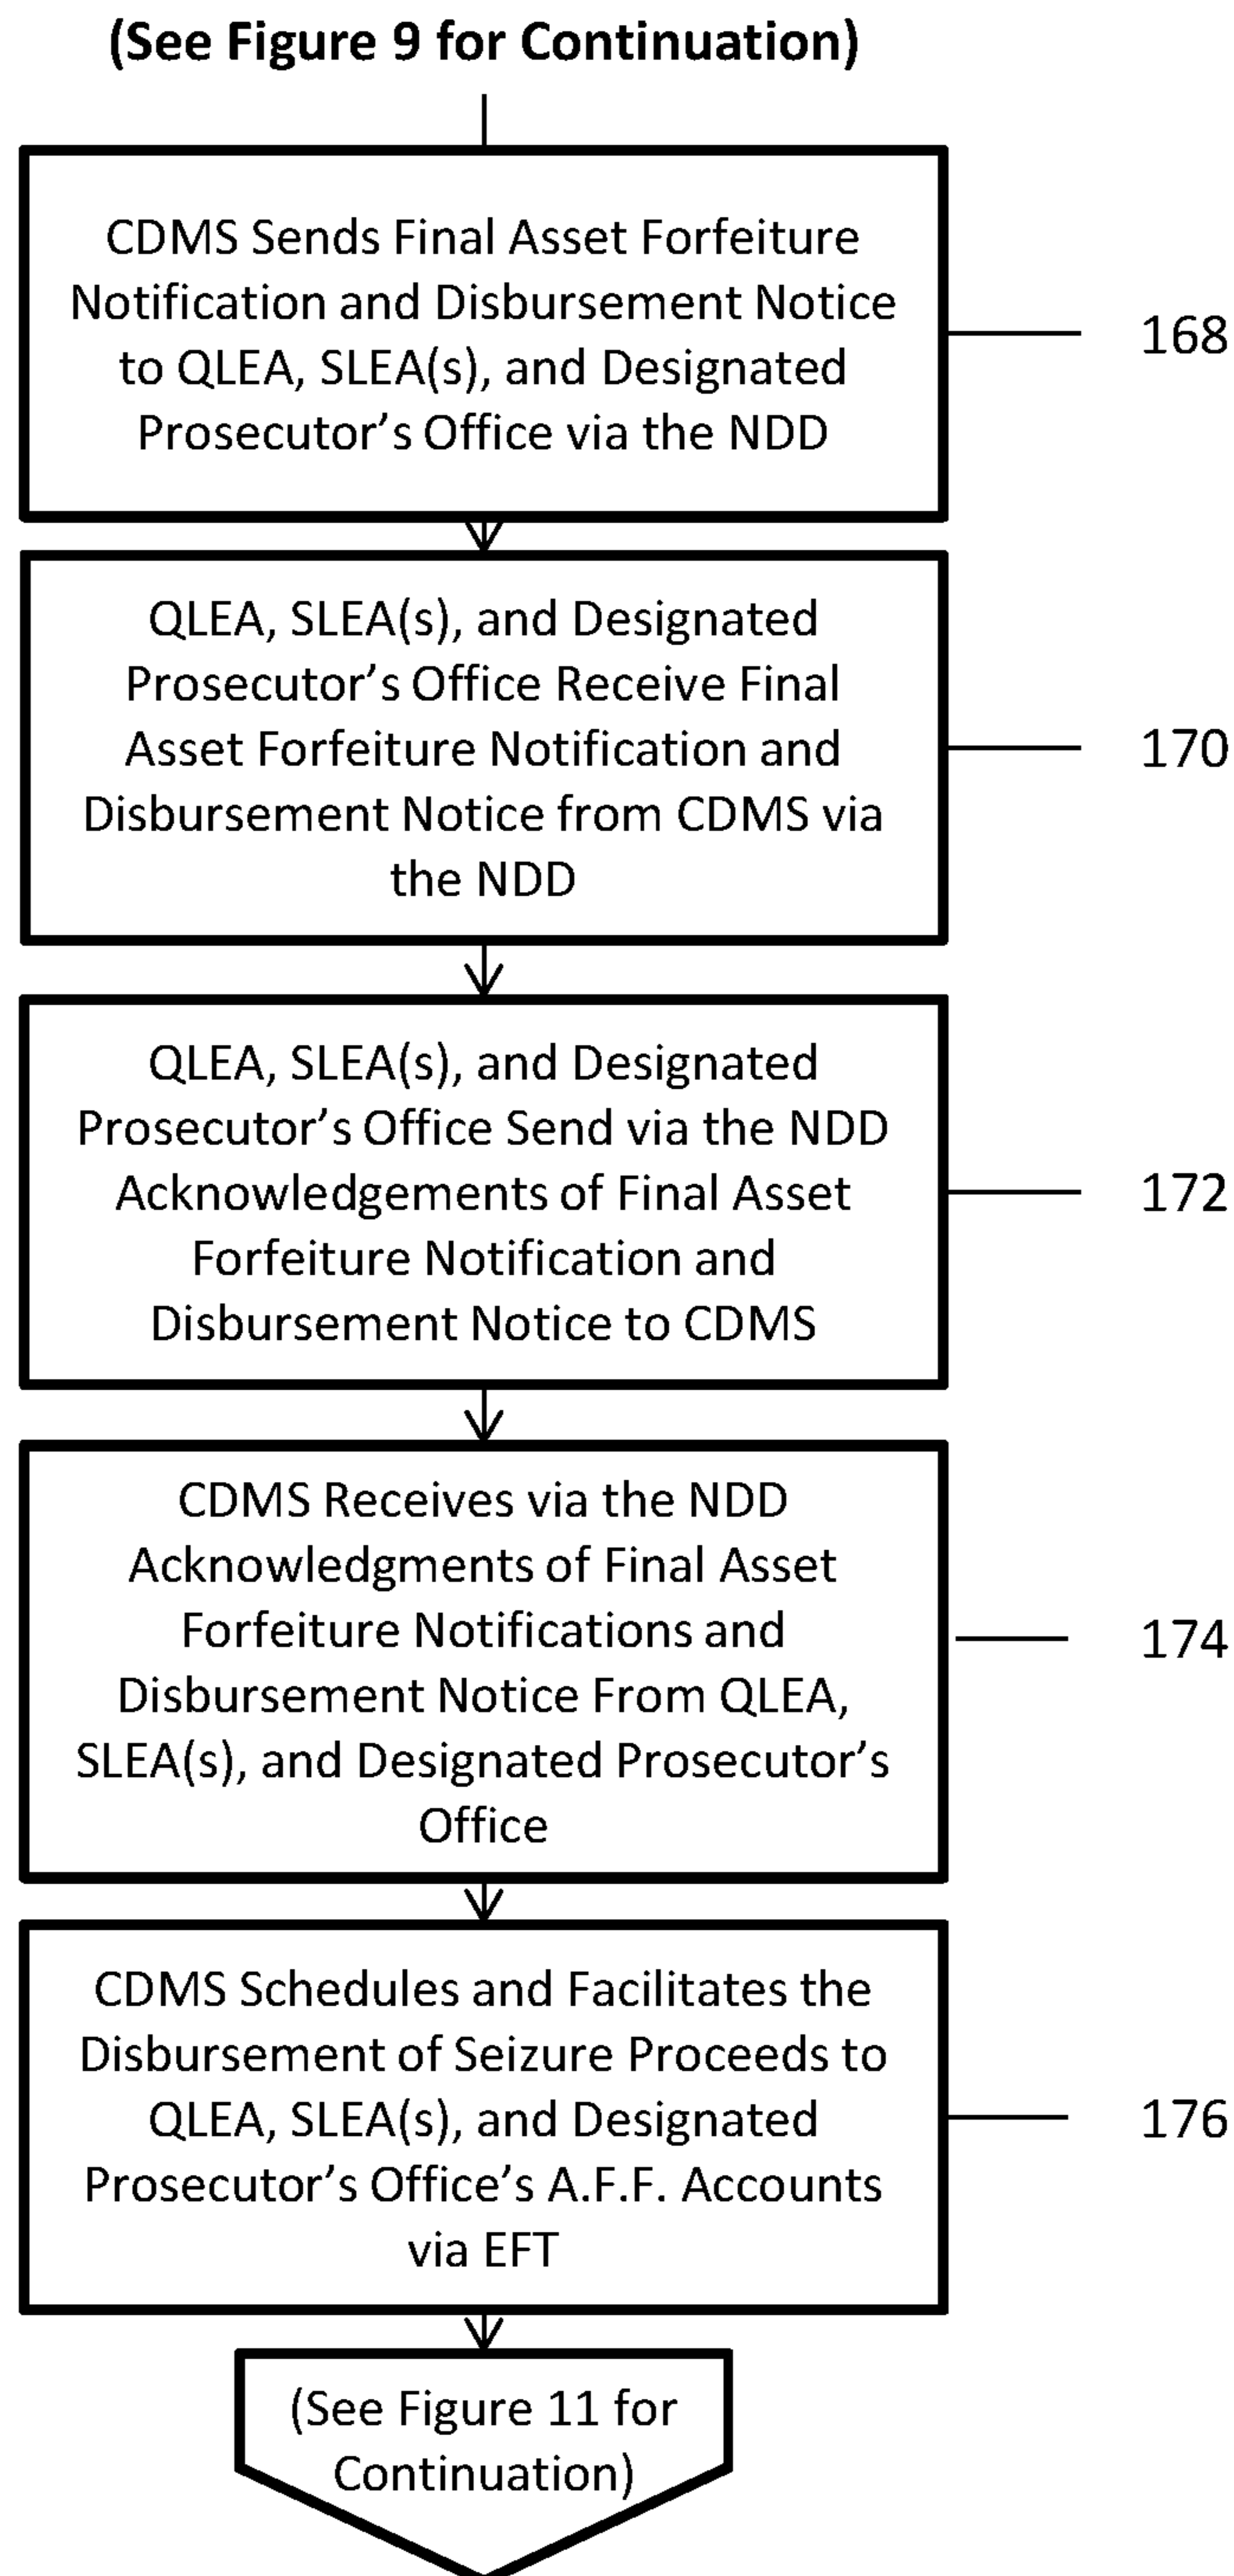 (See Figure 9 for Continuation)
CDMS Sends Final Asset Forfeiture
Notification and Disbursement Notice
to QLEA, SLEA(s), and Designated
Prosecutor’s Office via the NDD
168
QLEA, SLEA(s), and Designated
Prosecutor’s Office Receive Final
Asset Forfeiture Notification and
Disbursement Notice from CDMS via
the NDD
170
QLEA, SLEA(s), and Designated
Prosecutor’s Office Send via the NDD
Acknowledgements of Final Asset
Forfeiture Notification and
Disbursement Notice to CDMS
172
CDMS Receives via the NDD
Acknowledgments of Final Asset
Forfeiture Notifications and
Disbursement Notice From QLEA,
SLEA(s), and Designated Prosecutor’s
Office
174
CDMS Schedules and Facilitates the
Disbursement of Seizure Proceeds to
QLEA, SLEA(s), and Designated
Prosecutor’s Office’s A.F.F. Accounts
via EFT
176
(See Figure 11 for
Continuation)